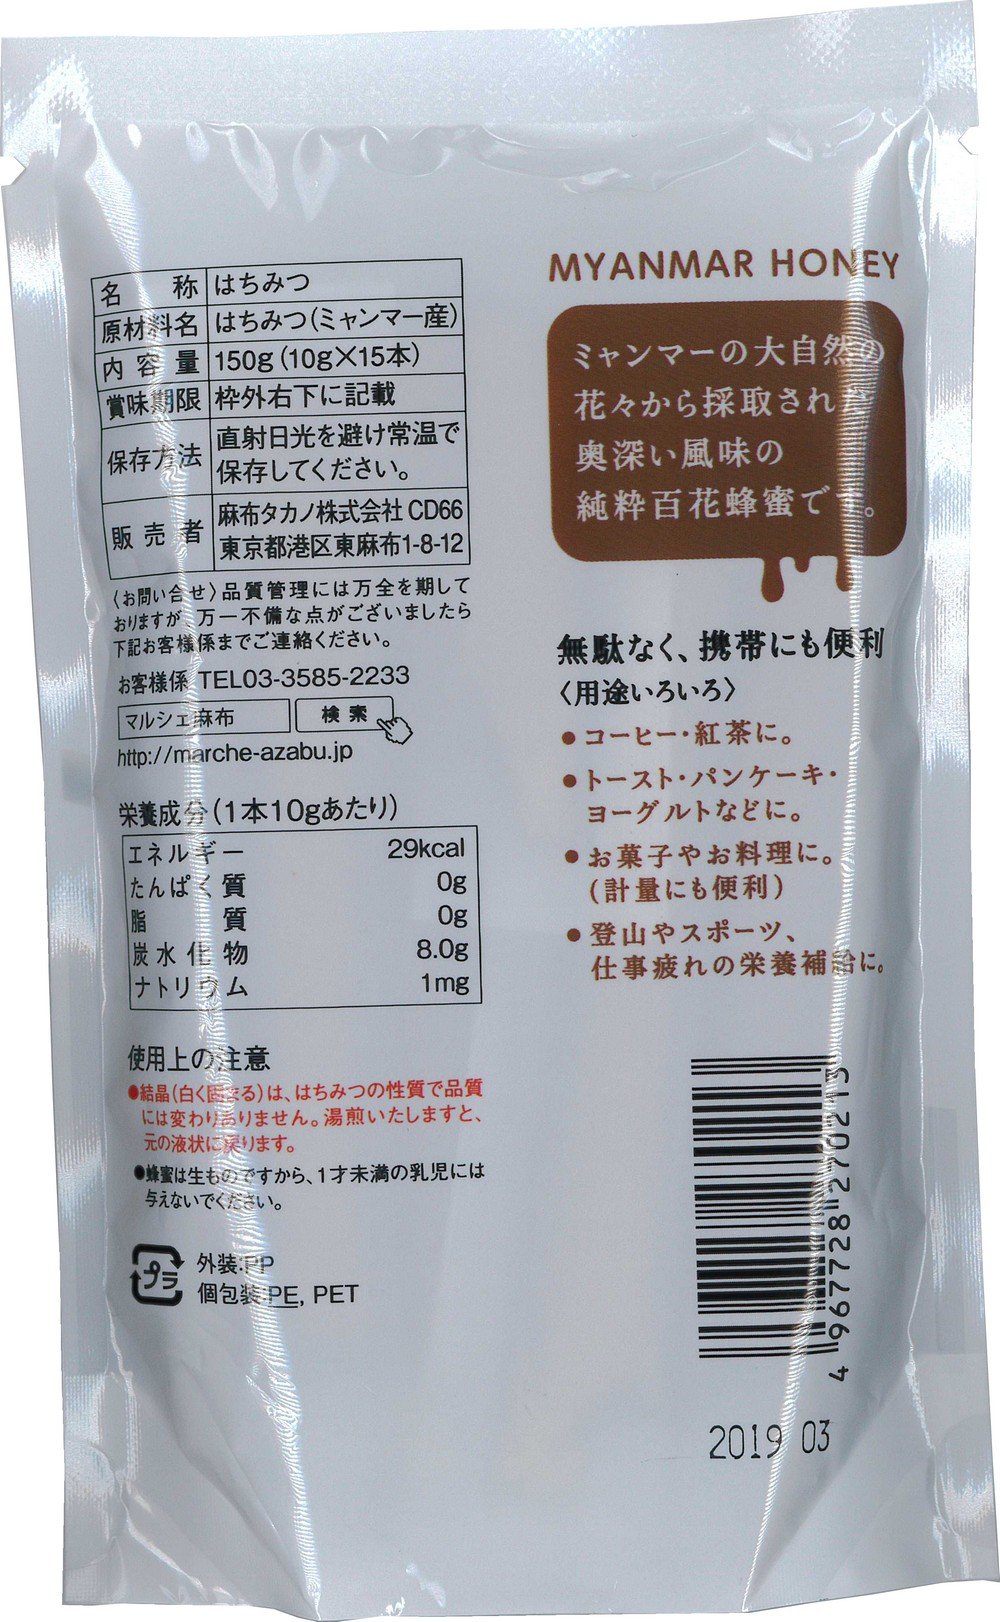 名称 はちみつ
原材料名 はちみつ(ミャンマー産)
内容量 150g(10g×15本)
賞味期限 枠外右下に記載
保存方法 直射日光を避け常温で
保存してください。
販売者 麻布タカノ株式会社 CD66
東京都港区東麻布1-8-12
〈お問い合せ〉品質管理には万全を期して
おりますが、万一不備な点がございましたら
下記お客様係までご連絡ください。
お客様係 TEL03-3585-2233
マルシェ麻布 検索
http://marche-azabu.jp
栄養成分(1本10gあたり)
エネルギー 29kcal
たんぱく質 0g
脂質 0g
炭水化物 8.0g
ナトリウム 1mg
使用上の注意
●結晶(白く固まる)は、はちみつの性質で品質
には変わりありません。湯煎いたしますと、
元の液状に戻ります。
●蜂蜜は生ものですから、1才未満の乳児には
与えないでください。
プラ
外装:PP
個包装:PE, PET
MYANMAR HONEY
ミャンマーの大自然の
花々から採取された
奥深い風味の
純粋百花蜂蜜です。
無駄なく、携帯にも便利
〈用途いろいろ〉
●コーヒー・紅茶に。
●トースト・パンケーキ・
ヨーグルトなどに。
●お菓子やお料理に。
(計量にも便利)
●登山やスポーツ、
仕事疲れの栄養補給に。
4 967728 270213
2019 03